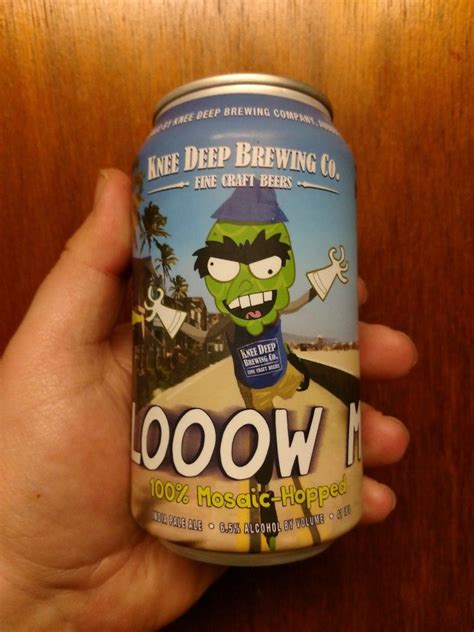 BY KNEE DEEP BREWING COMPANY,
KNEE DEEP BREWING CO.
FINE CRAFT BEERS
KNEE DEEP
BREWING CO.
FINE CRAFT BEERS
LOOOW M
100% Mosaic-Hopped
INDIA PALE ALE • 6.5% ALCOHOL BY VOLUME •